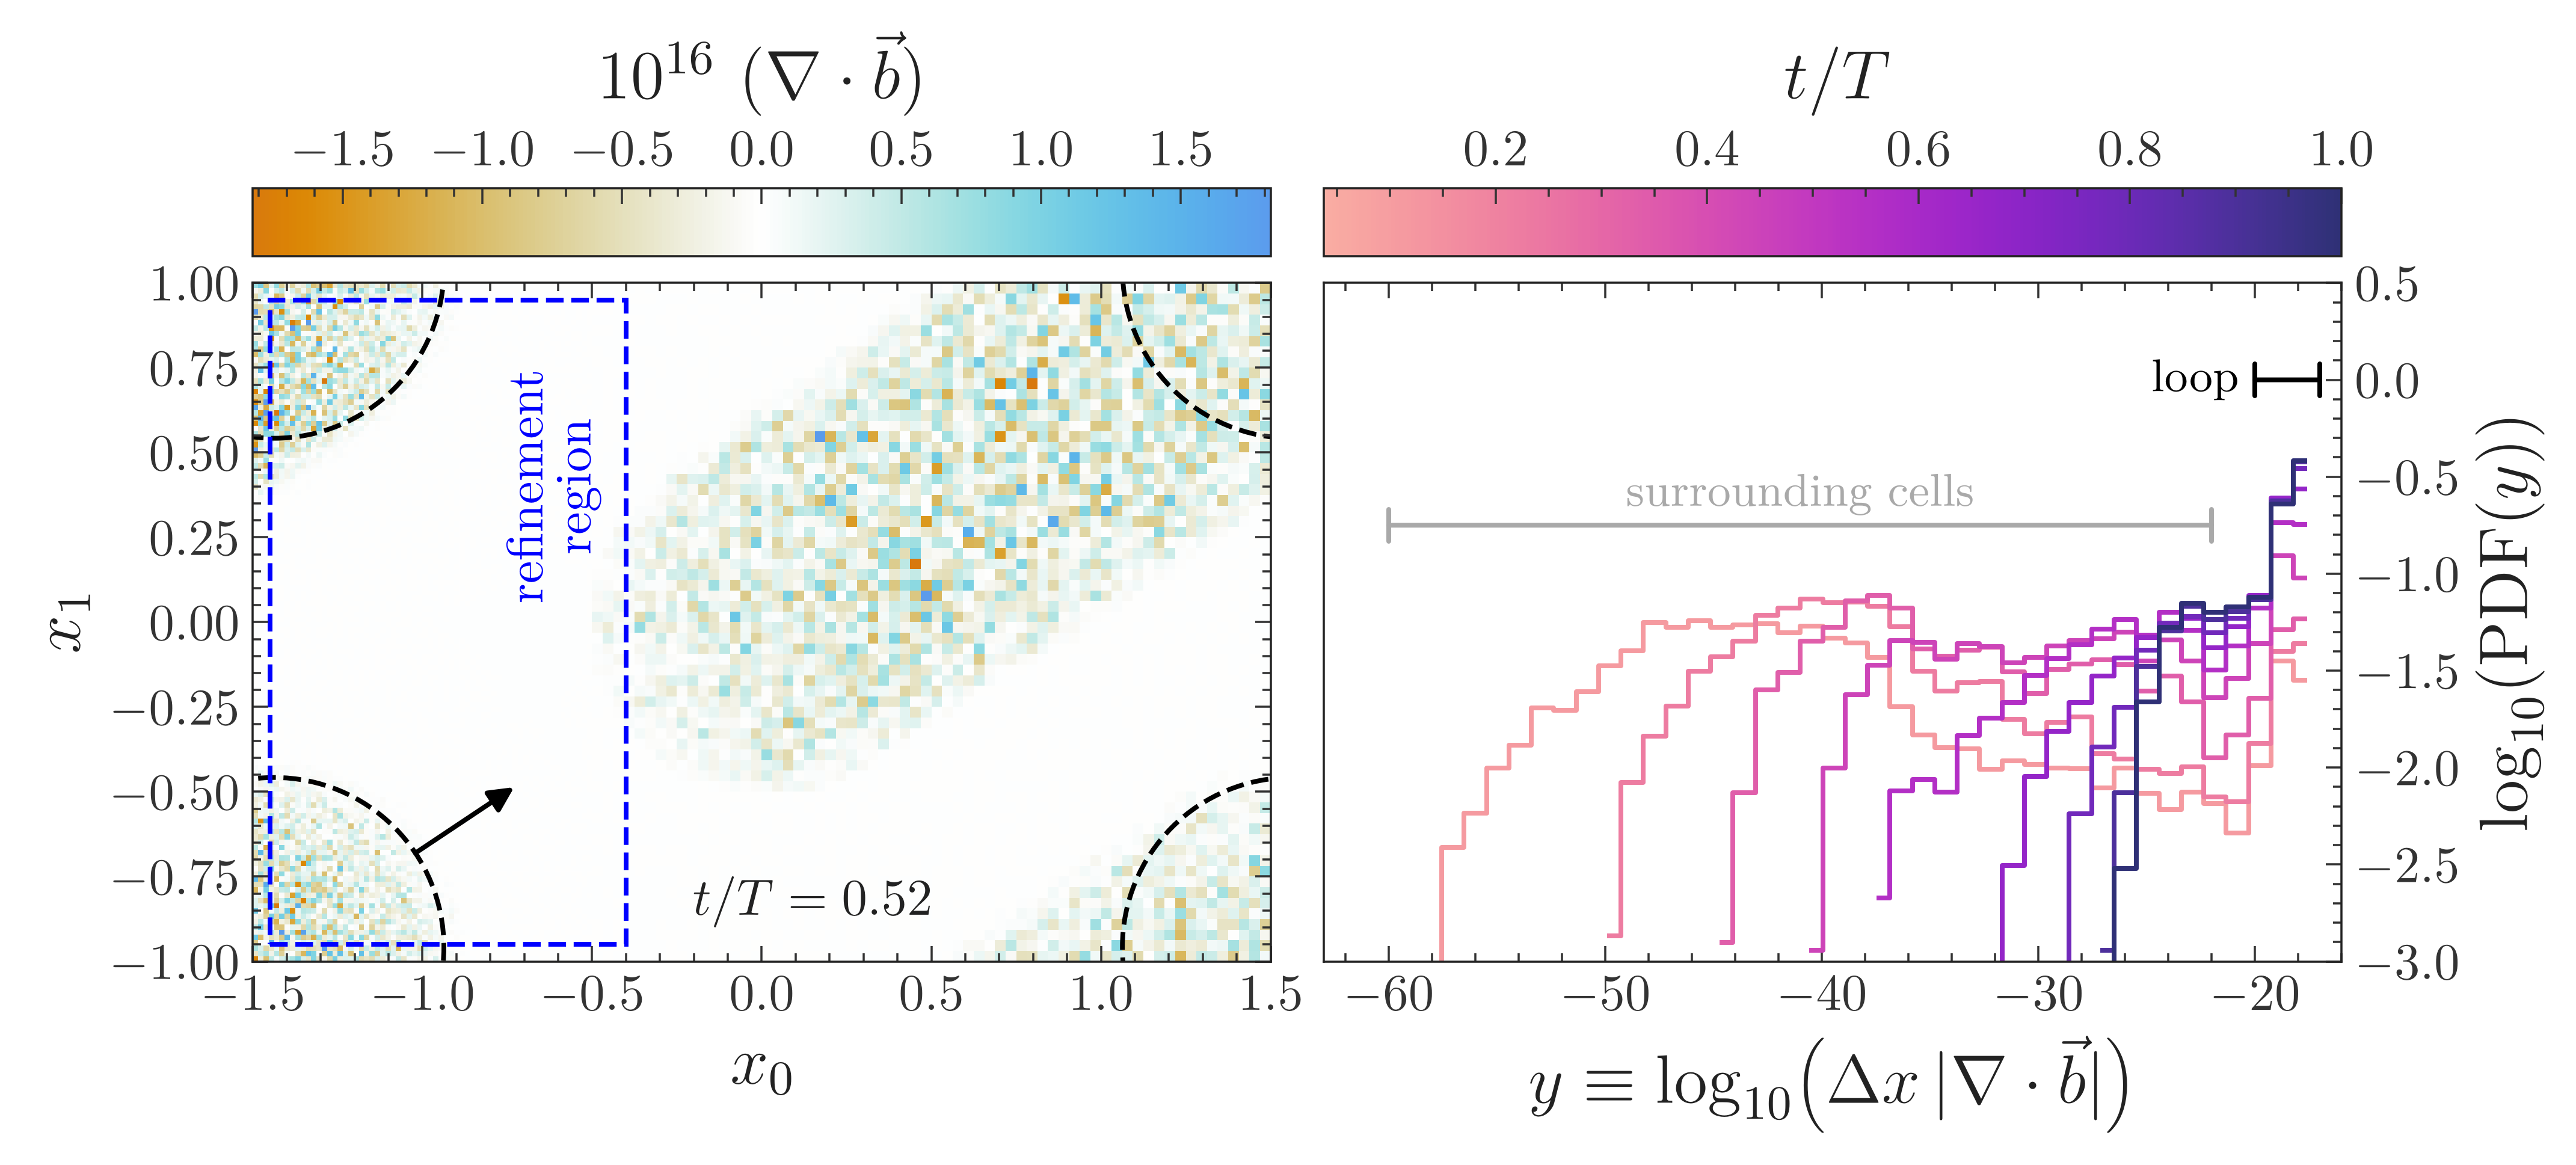 10^16 (∇ · b⃗)
−1.5 −1.0 −0.5 0.0 0.5 1.0 1.5
1.00
0.75
0.50
0.25
0.00
−0.25
−0.50
−0.75
−1.00
x_1
refinement
region
t/T = 0.52
−1.5 −1.0 −0.5 0.0 0.5 1.0 1.5
x_0
t/T
0.2 0.4 0.6 0.8 1.0
loop
surrounding cells
0.5
0.0
−0.5
−1.0
−1.5
−2.0
−2.5
−3.0
log_10(PDF(y))
−60 −50 −40 −30 −20
y ≡ log_10(Δx |∇ · b⃗|)